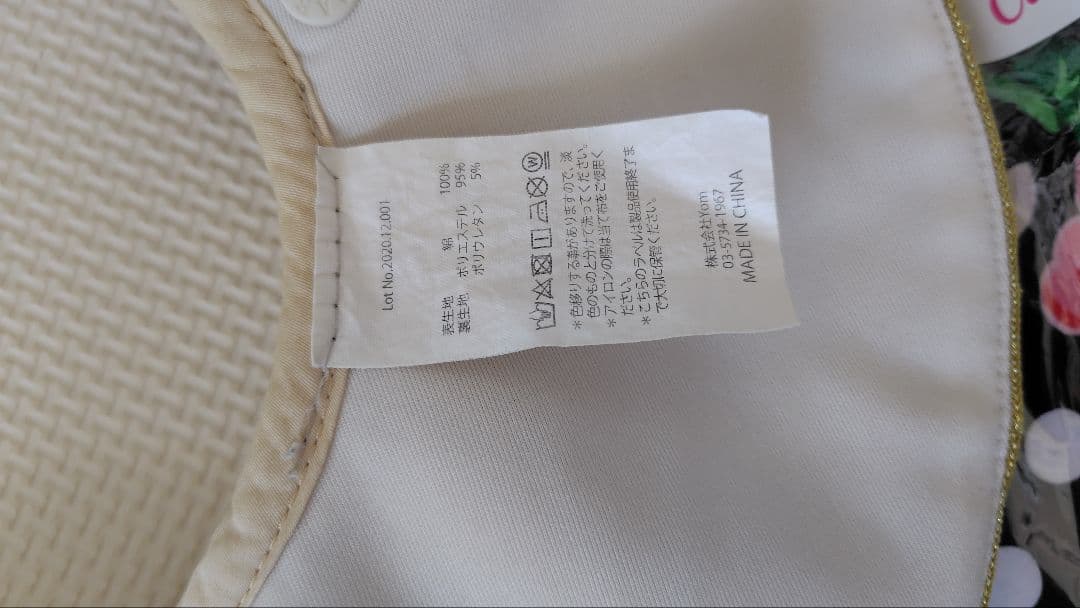 Lot No.2020.12.001
表生地 綿 100%
裏生地 ポリエステル 95%
ポリウレタン 5%
W
＊色移りする事がありますので、淡
色のものと分けて洗ってください。
＊アイロンの際は当て布をご使用く
ださい。
＊こちらのラベルは製品使用終了ま
で大切に保管ください。
株式会社Yom
03-5734-1967
MADE IN CHINA